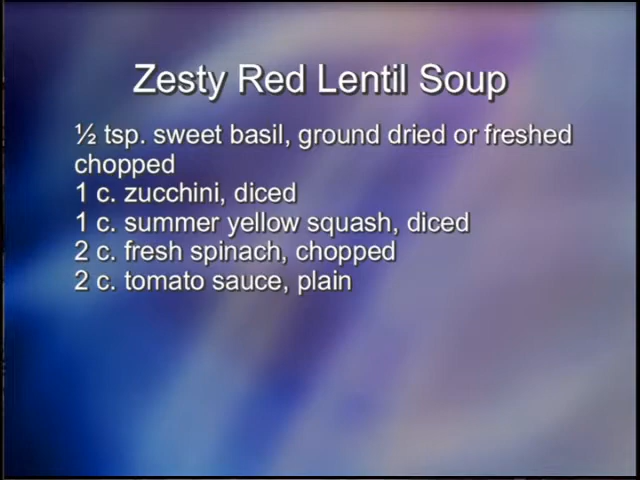 Zesty Red Lentil Soup
½ tsp. sweet basil, ground dried or freshed
chopped
1 c. zucchini, diced
1 c. summer yellow squash, diced
2 c. fresh spinach, chopped
2 c. tomato sauce, plain